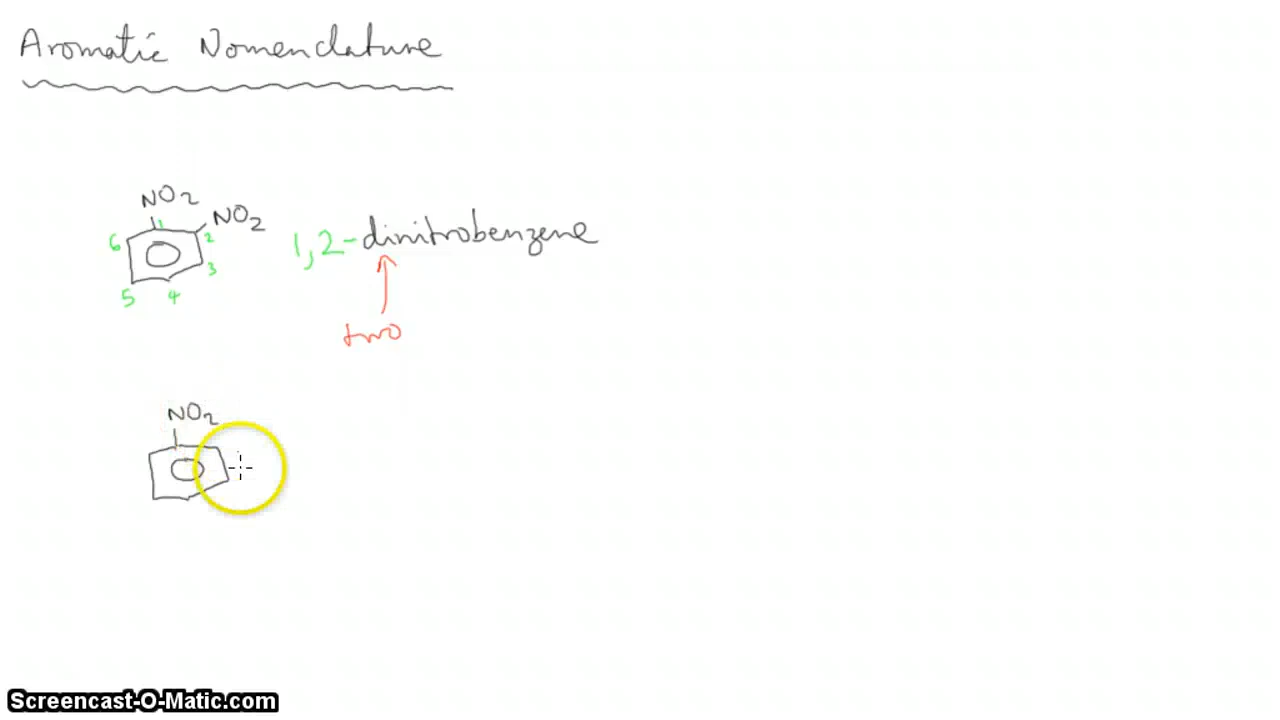 Aromatic Nomenclature
NO2
NO2
1
2
3
4
5
6
1,2-dinitrobenzene
two
NO2
Screencast-O-Matic.com